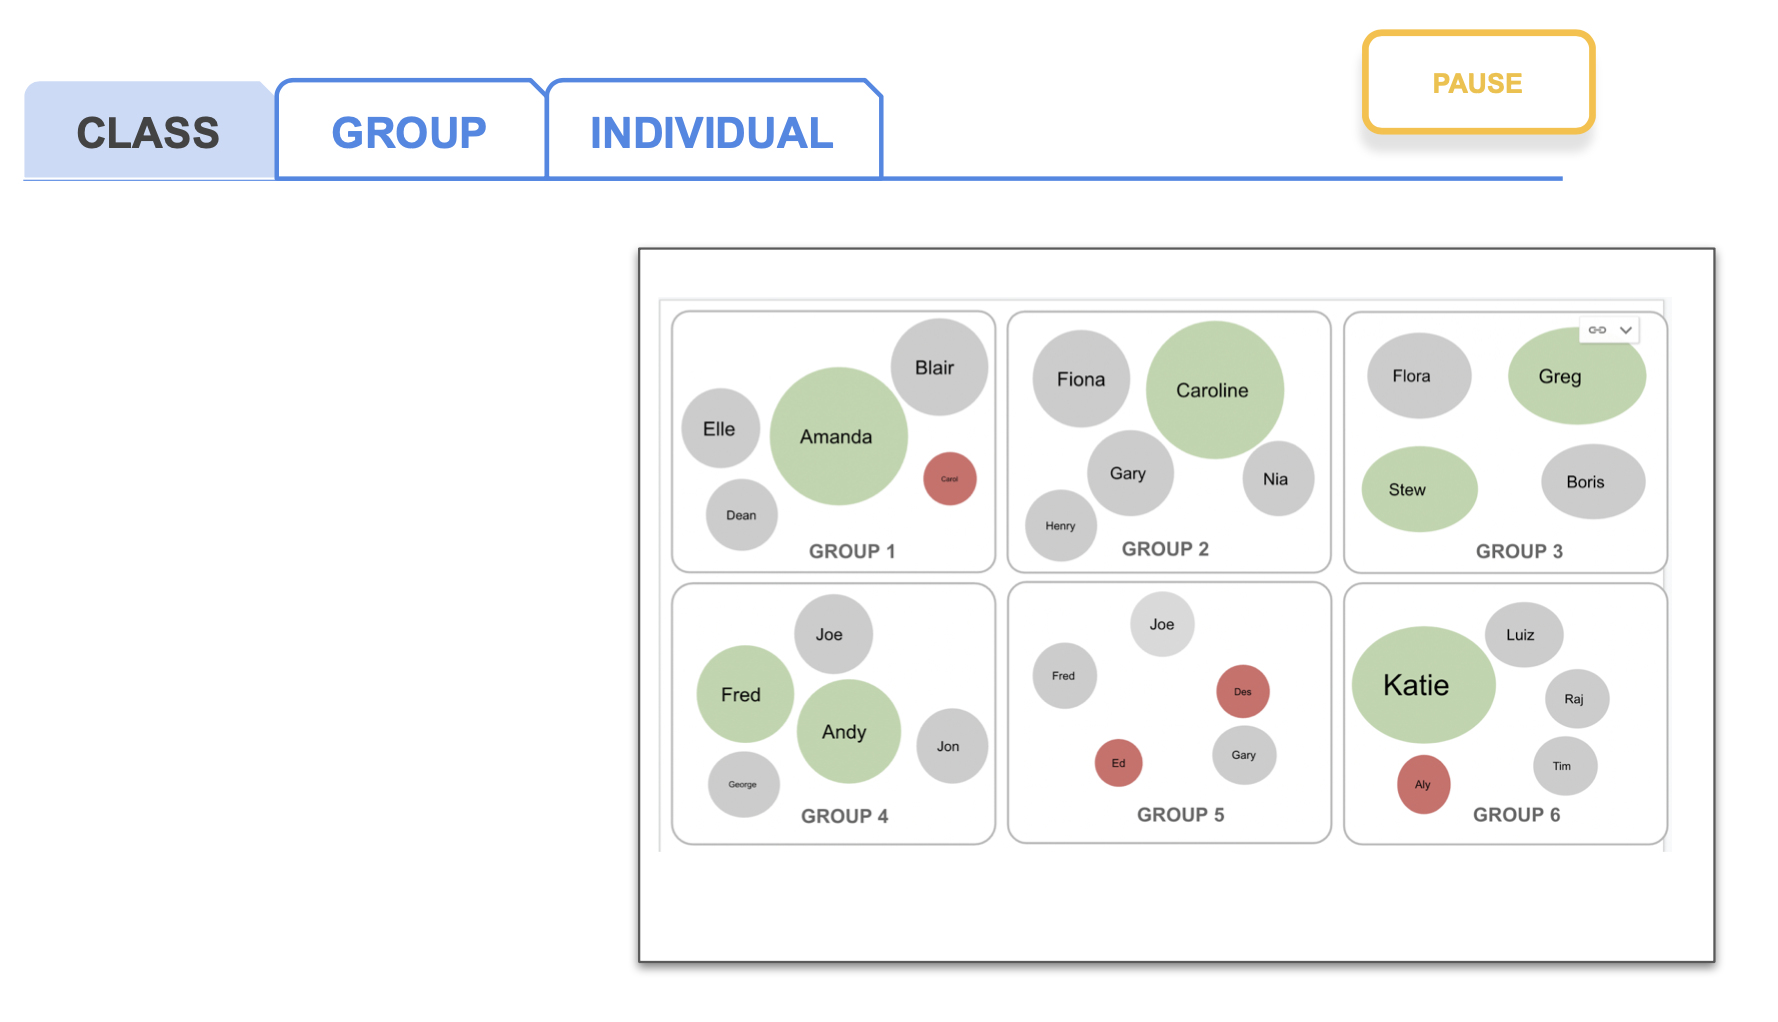 PAUSE
CLASS
GROUP
INDIVIDUAL
Blair
Elle
Amanda
Carol
Dean
GROUP 1
Fiona
Caroline
Gary
Nia
Henry
GROUP 2
Flora
Greg
Stew
Boris
GROUP 3
Joe
Fred
Andy
Jon
George
GROUP 4
Joe
Fred
Des
Ed
Gary
GROUP 5
Luiz
Katie
Raj
Tim
Aly
GROUP 6